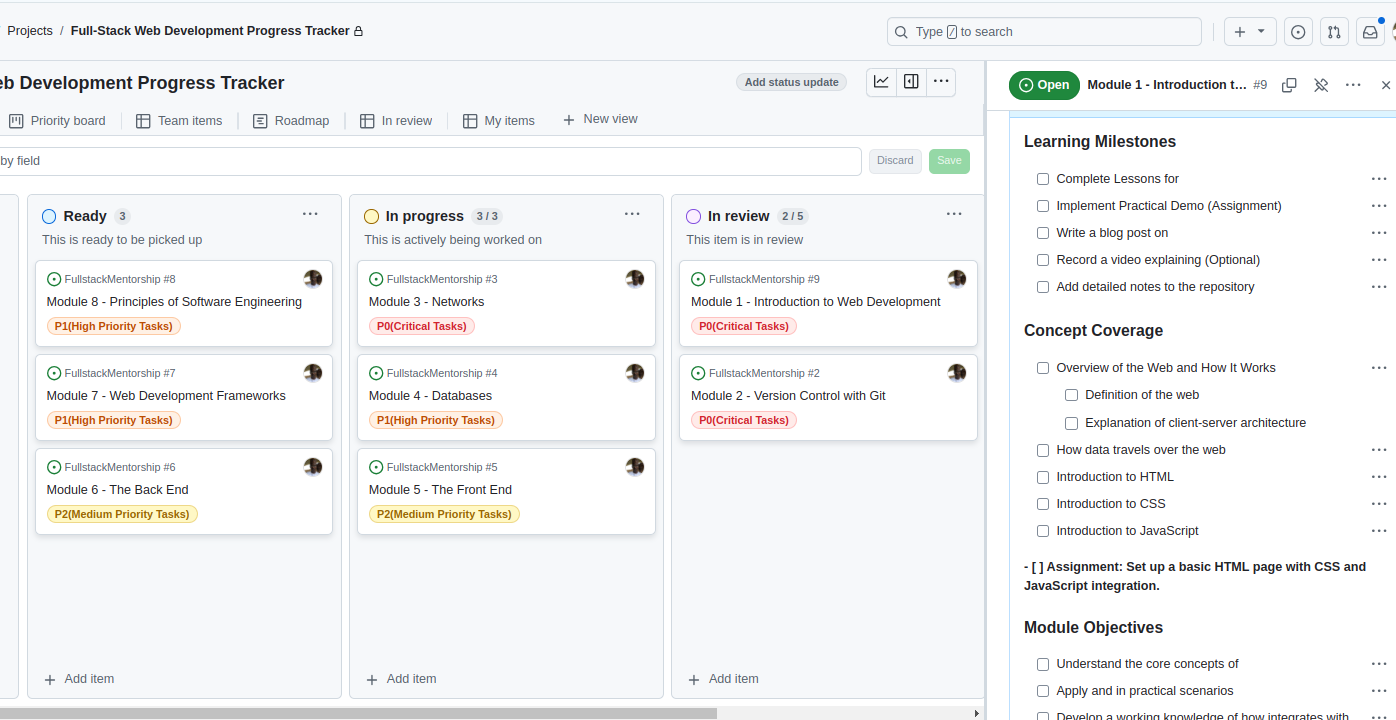 Projects / Full-Stack Web Development Progress Tracker
Type / to search
eb Development Progress Tracker
Add status update
Priority board
Team items
Roadmap
In review
My items
New view
by field
Discard
Save
Ready 3
This is ready to be picked up
FullstackMentorship #8
Module 8 - Principles of Software Engineering
P1(High Priority Tasks)
FullstackMentorship #7
Module 7 - Web Development Frameworks
P1(High Priority Tasks)
FullstackMentorship #6
Module 6 - The Back End
P2(Medium Priority Tasks)
Add item
In progress 3 / 3
This is actively being worked on
FullstackMentorship #3
Module 3 - Networks
P0(Critical Tasks)
FullstackMentorship #4
Module 4 - Databases
P1(High Priority Tasks)
FullstackMentorship #5
Module 5 - The Front End
P2(Medium Priority Tasks)
Add item
In review 2 / 5
This item is in review
FullstackMentorship #9
Module 1 - Introduction to Web Development
P0(Critical Tasks)
FullstackMentorship #2
Module 2 - Version Control with Git
P0(Critical Tasks)
Add item
Open
Module 1 - Introduction t... #9
Learning Milestones
Complete Lessons for
Implement Practical Demo (Assignment)
Write a blog post on
Record a video explaining (Optional)
Add detailed notes to the repository
Concept Coverage
Overview of the Web and How It Works
Definition of the web
Explanation of client-server architecture
How data travels over the web
Introduction to HTML
Introduction to CSS
Introduction to JavaScript
- [ ] Assignment: Set up a basic HTML page with CSS and
JavaScript integration.
Module Objectives
Understand the core concepts of
Apply and in practical scenarios
Develop a working knowledge of how integrates with